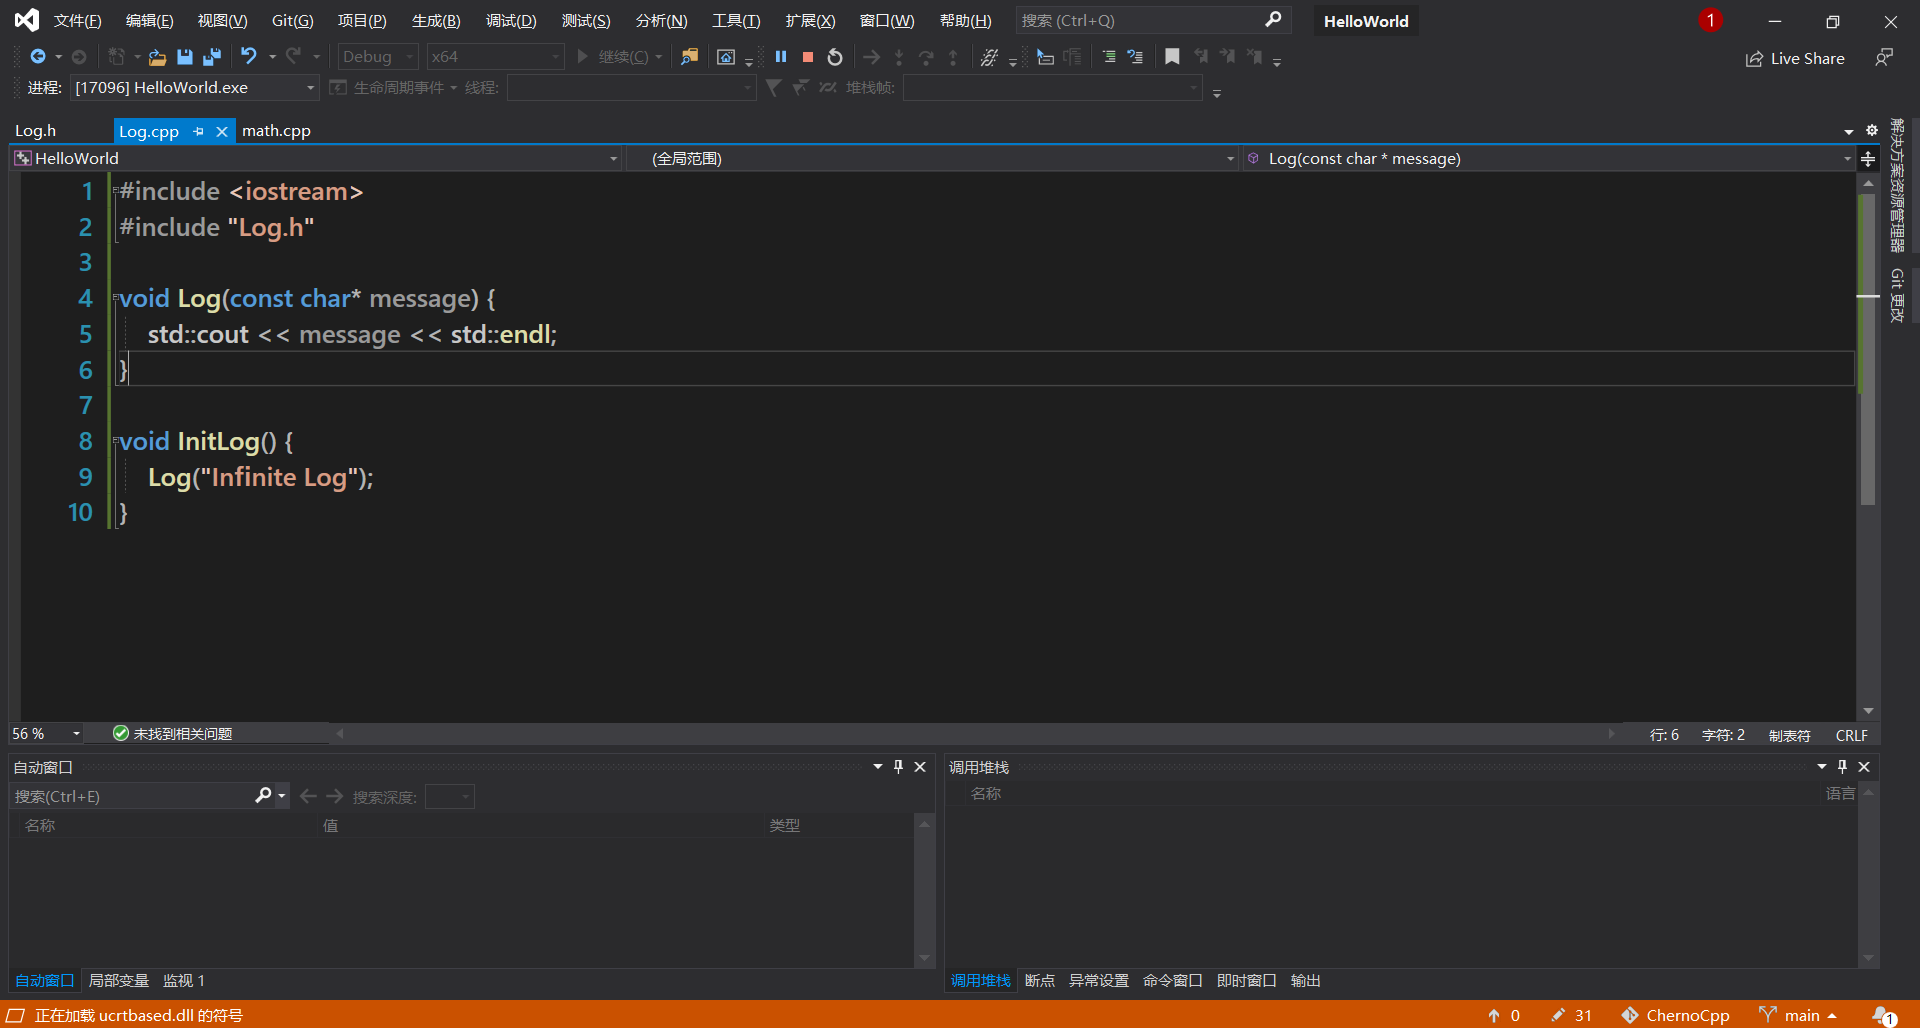 文件(F) 编辑(E) 视图(V) Git(G) 项目(P) 生成(B) 调试(D) 测试(S) 分析(N) 工具(T) 扩展(X) 窗口(W) 帮助(H) 搜索 (Ctrl+Q) HelloWorld 1
Debug x64 继续(C) Live Share
进程: [17096] HelloWorld.exe 生命周期事件 线程: 堆栈帧:
Log.h Log.cpp math.cpp
HelloWorld (全局范围) Log(const char * message)
1 #include <iostream>
2 #include "Log.h"
3
4 void Log(const char* message) {
5 std::cout << message << std::endl;
6 }
7
8 void InitLog() {
9 Log("Infinite Log");
10 }
解决方案资源管理器
Git 更改
56 % 未找到相关问题 行: 6 字符: 2 制表符 CRLF
自动窗口
搜索(Ctrl+E) 搜索深度:
名称 值 类型
自动窗口 局部变量 监视 1
调用堆栈
名称 语言
调用堆栈 断点 异常设置 命令窗口 即时窗口 输出
正在加载 ucrtbased.dll 的符号 0 31 ChernoCpp main 1